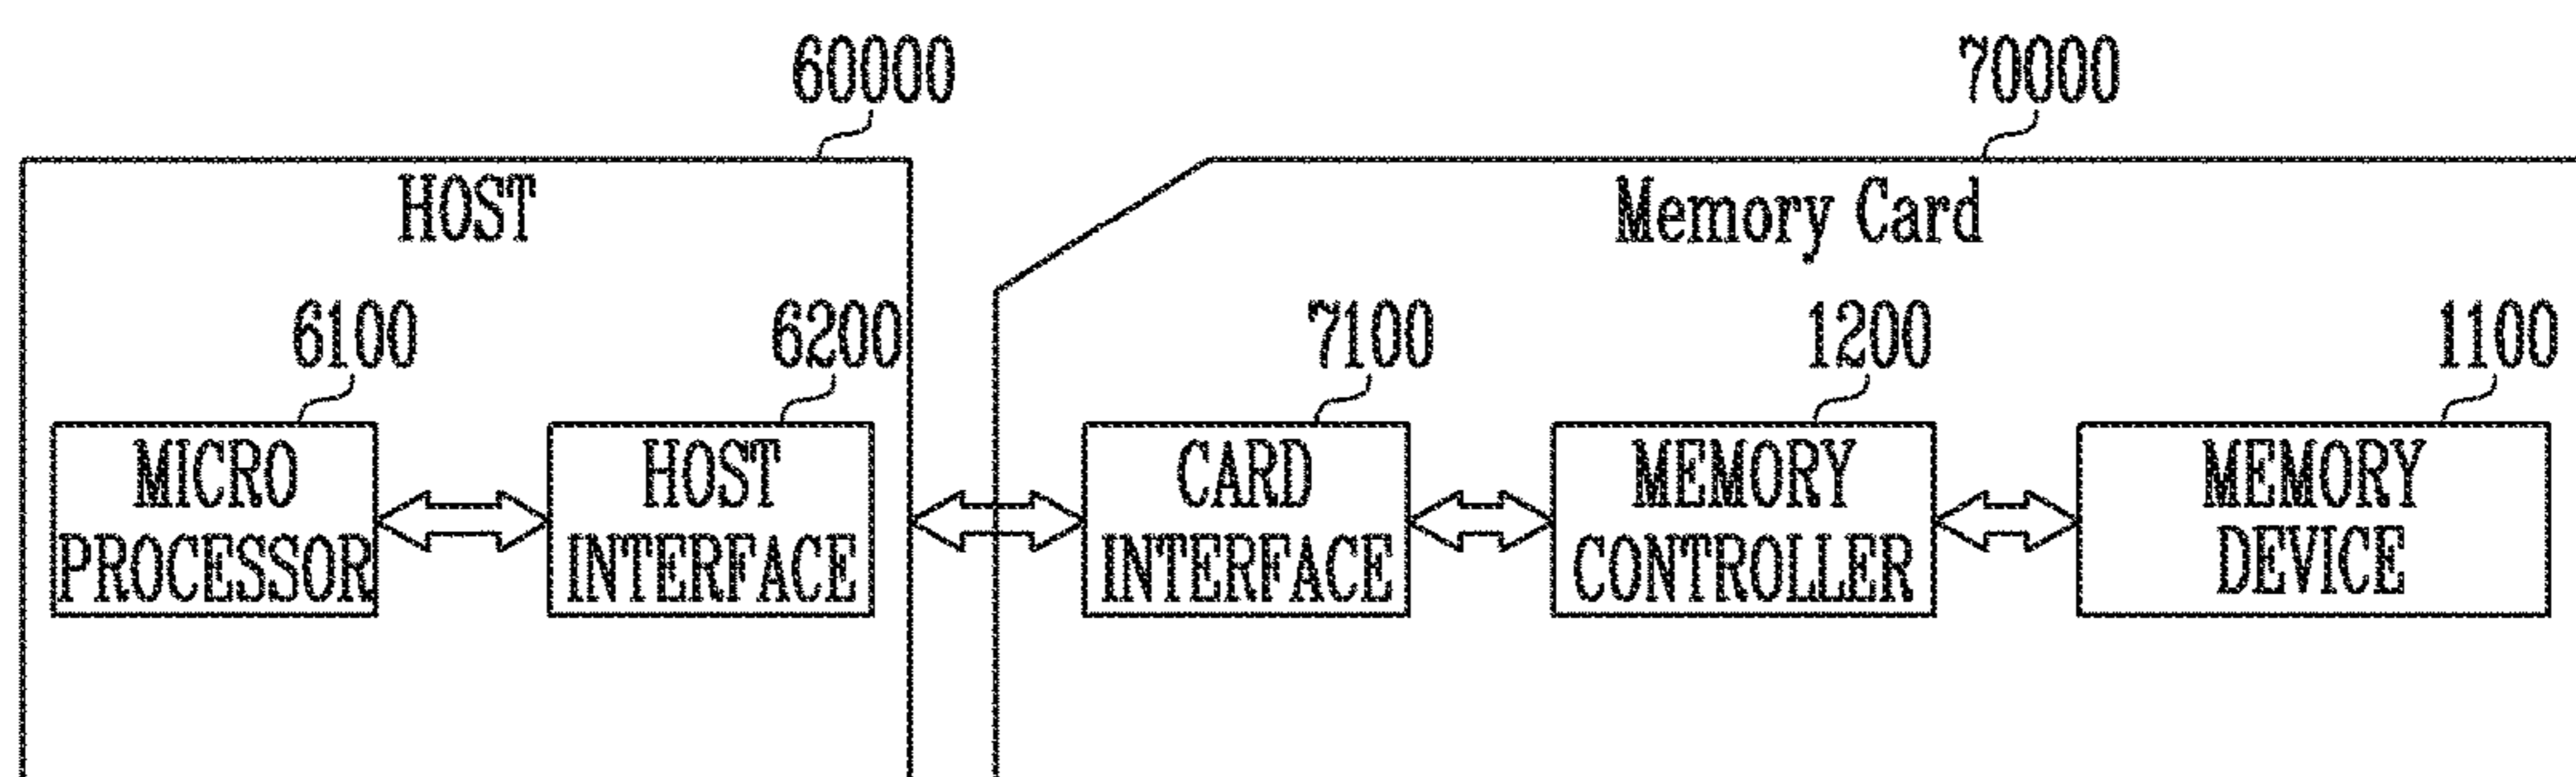 60000
70000
HOST
Memory Card
6100
6200
7100
1200
1100
MICRO
PROCESSOR
HOST
INTERFACE
CARD
INTERFACE
MEMORY
CONTROLLER
MEMORY
DEVICE